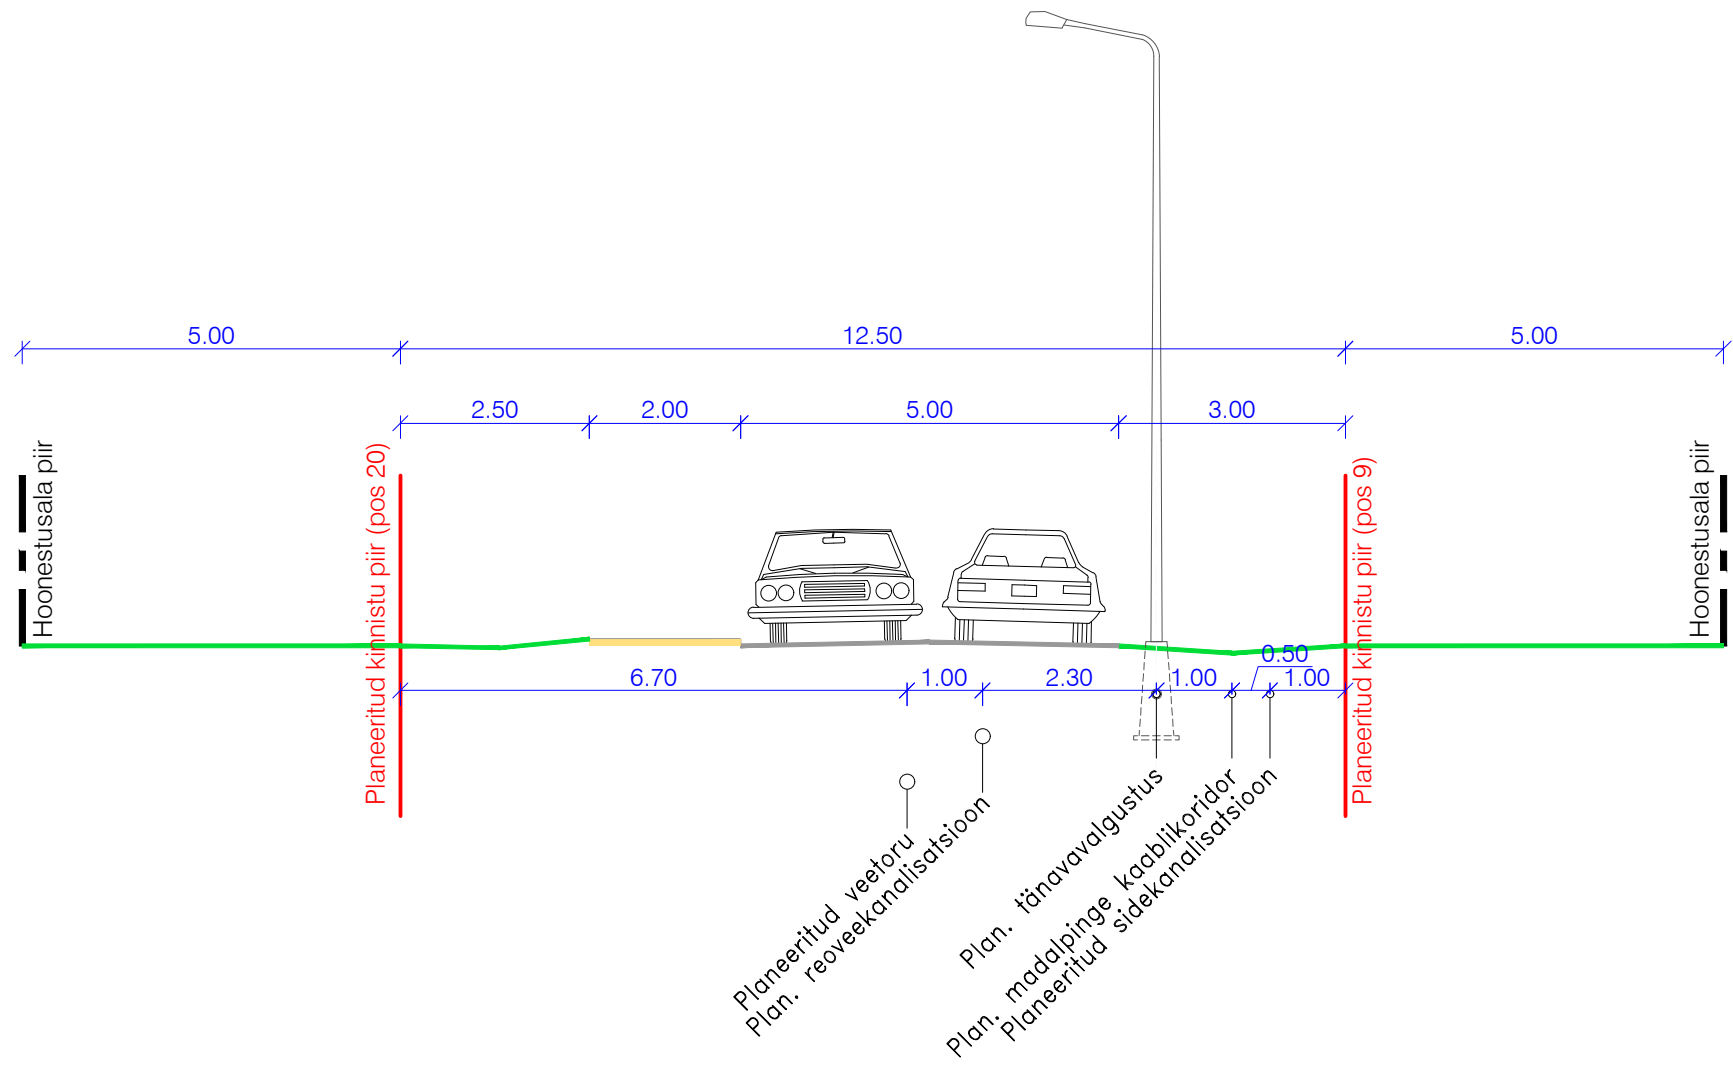 5.00
12.50
5.00
2.50
2.00
5.00
3.00
Hoonestusala piir
Planeeritud kinnistu piir (pos 20)
Planeeritud kinnistu piir (pos 9)
Hoonestusala piir
6.70
1.00
2.30
1.00
0.50
1.00
Planeeritud veetoru
Plan. reoveekanalisatsioon
Plan. tänavavalgustus
Plan. madalpinge kaablikoridor
Planeeritud sidekanalisatsioon